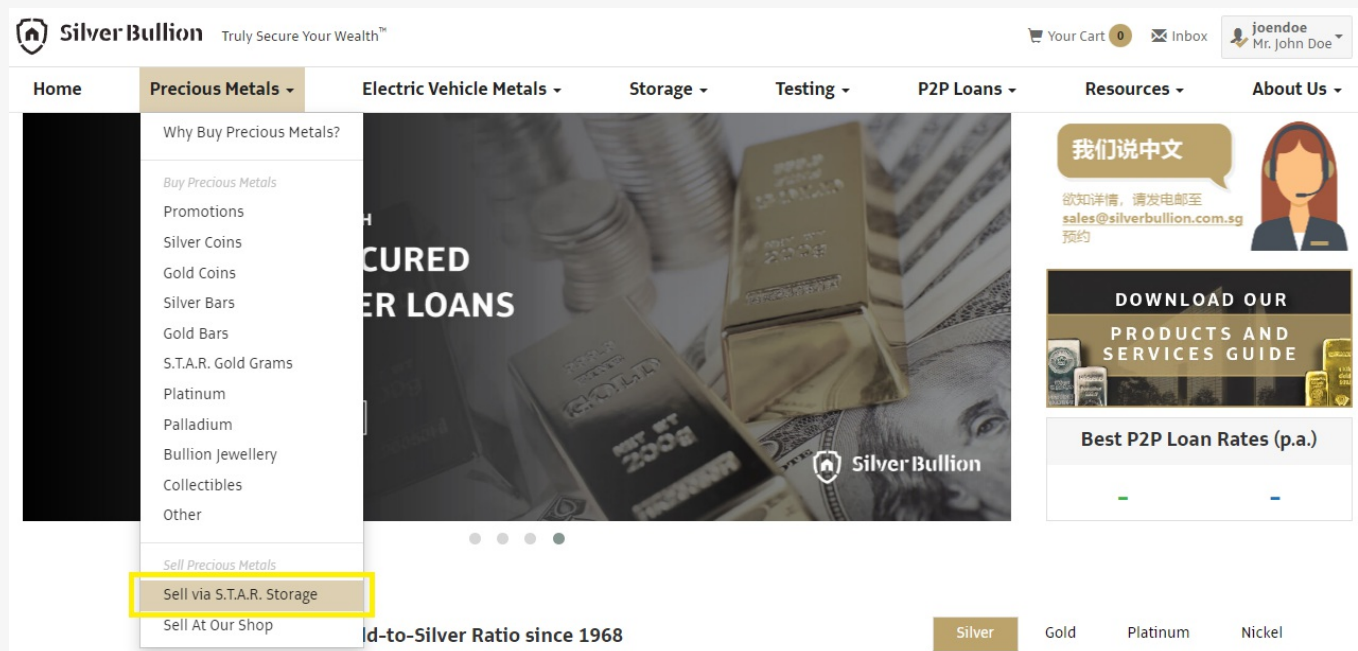 Silver Bullion Truly Secure Your Wealth™
Your Cart 0 Inbox joendoe
Mr. John Doe
Home Precious Metals Electric Vehicle Metals Storage Testing P2P Loans Resources About Us
Why Buy Precious Metals?
Buy Precious Metals
Promotions
Silver Coins
Gold Coins
Silver Bars
Gold Bars
S.T.A.R. Gold Grams
Platinum
Palladium
Bullion Jewellery
Collectibles
Other
Sell Precious Metals
Sell via S.T.A.R. Storage
Sell At Our Shop
H
CURED
ER LOANS
GOLD
NET WT
200g
Silver Bullion
我们说中文
欲知详情，请发电邮至
sales@silverbullion.com.sg
预约
DOWNLOAD OUR
PRODUCTS AND
SERVICES GUIDE
Best P2P Loan Rates (p.a.)
- -
ld-to-Silver Ratio since 1968
Silver Gold Platinum Nickel